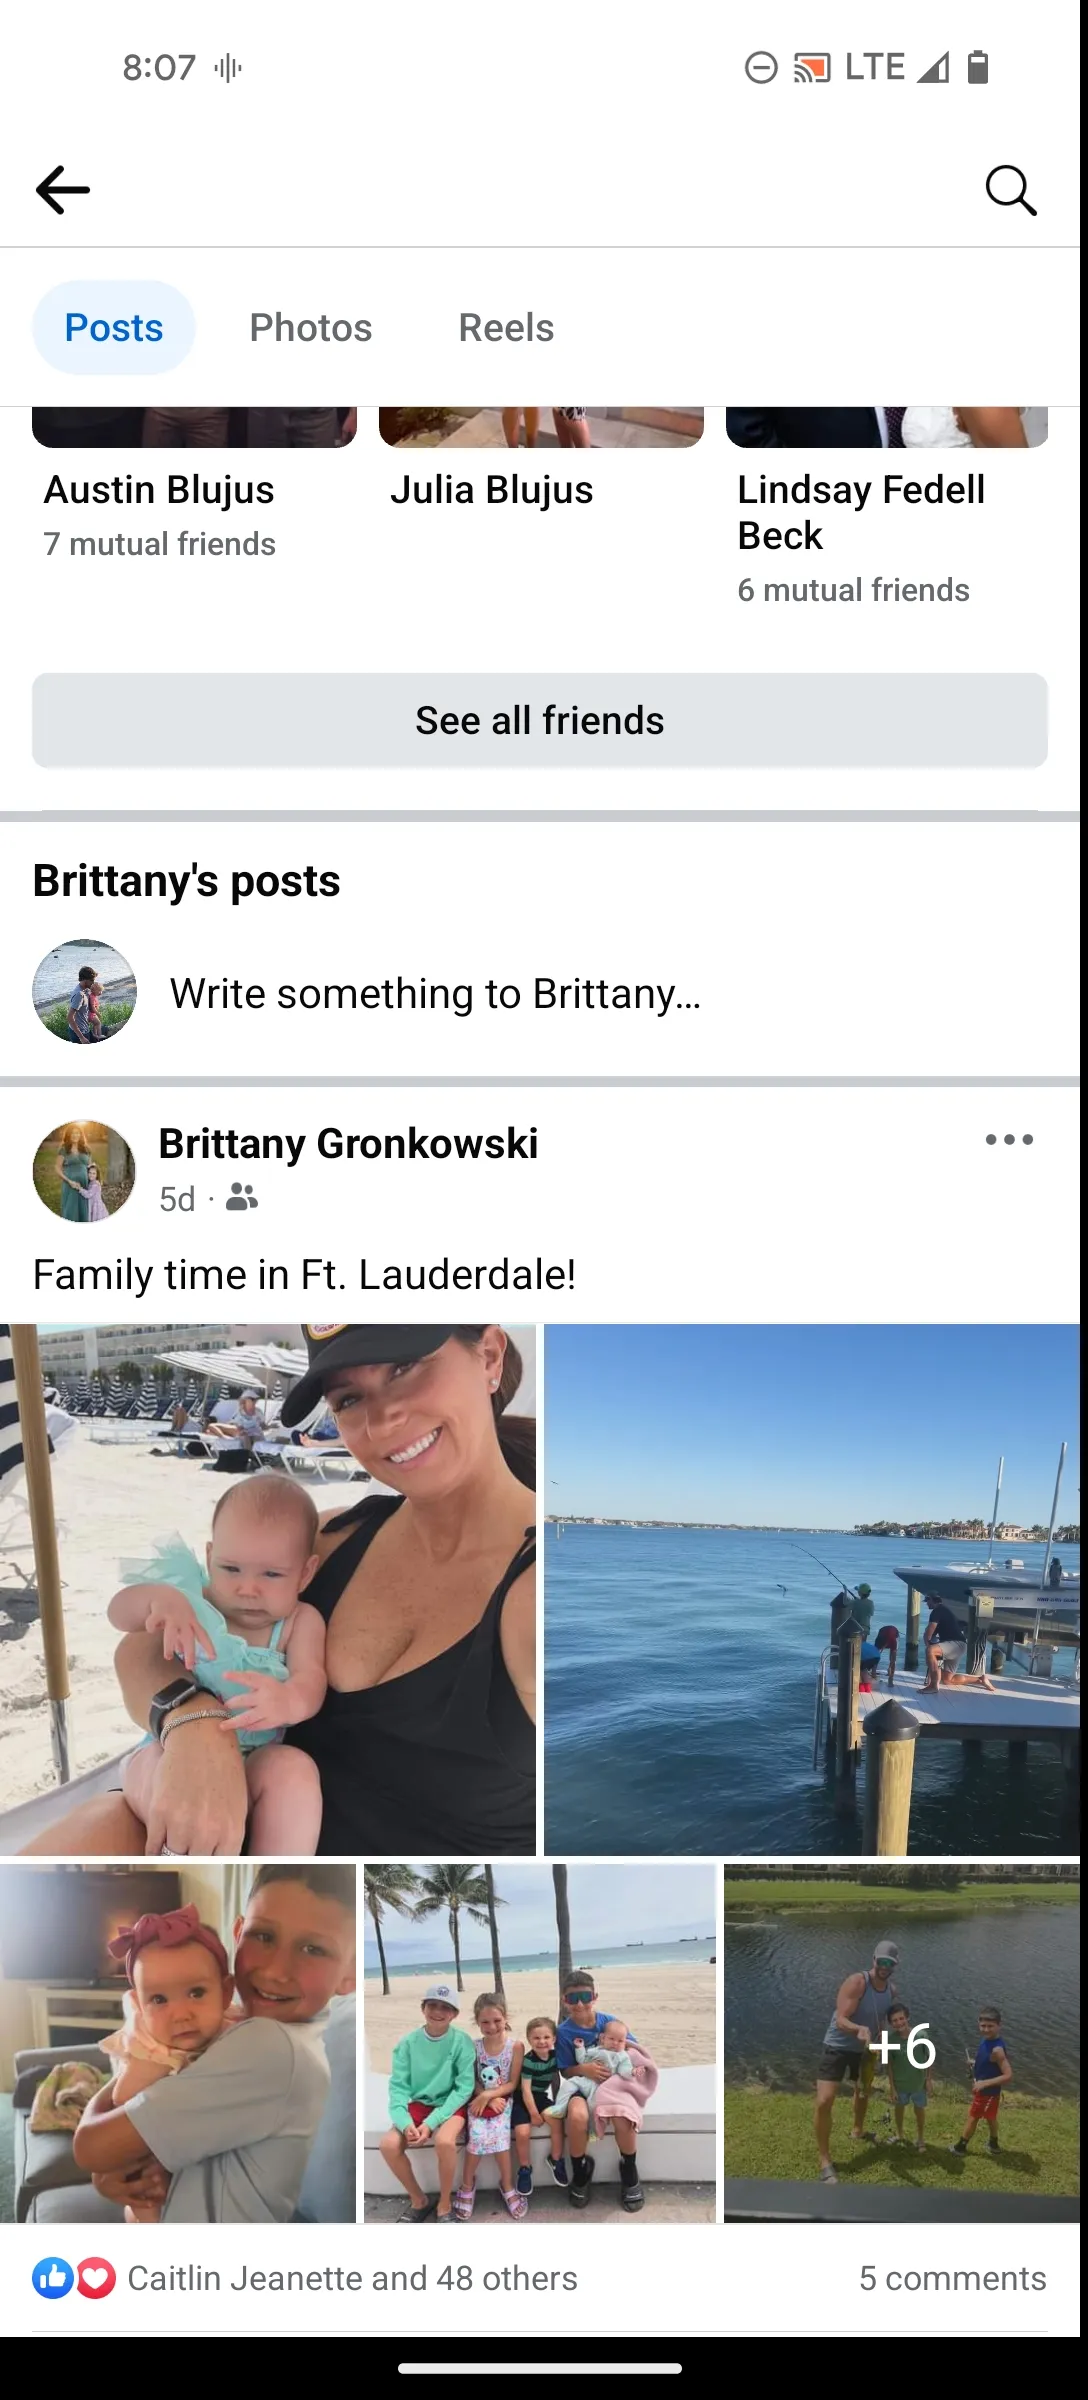 8:07
LTE
Posts Photos Reels
Austin Blujus
7 mutual friends
Julia Blujus
Lindsay Fedell
Beck
6 mutual friends
See all friends
Brittany's posts
Write something to Brittany...
Brittany Gronkowski
5d ·
Family time in Ft. Lauderdale!
+6
Caitlin Jeanette and 48 others
5 comments